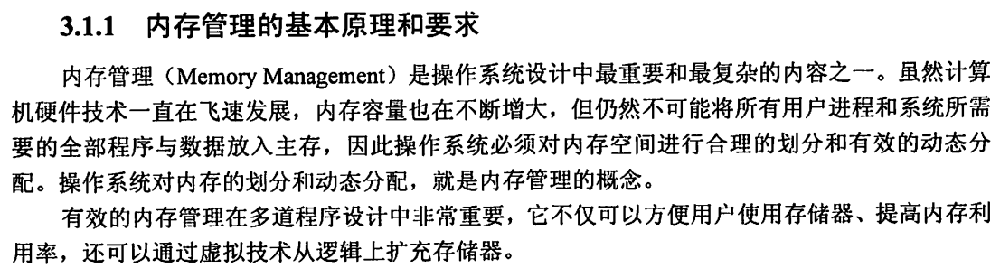 3.1.1 内存管理的基本原理和要求
内存管理（Memory Management）是操作系统设计中最重要和最复杂的内容之一。虽然计算
机硬件技术一直在飞速发展，内存容量也在不断增大，但仍然不可能将所有用户进程和系统所需
要的全部程序与数据放入主存，因此操作系统必须对内存空间进行合理的划分和有效的动态分
配。操作系统对内存的划分和动态分配，就是内存管理的概念。
有效的内存管理在多道程序设计中非常重要，它不仅可以方便用户使用存储器、提高内存利
用率，还可以通过虚拟技术从逻辑上扩充存储器。